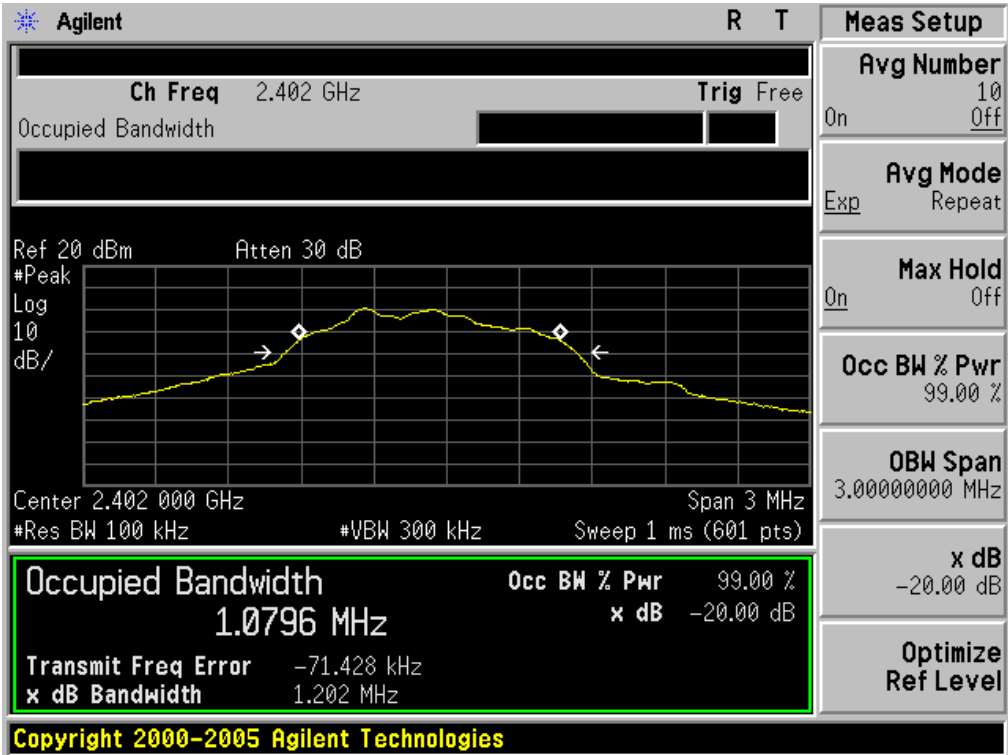 Agilent R T
Ch Freq 2.402 GHz Trig Free
Occupied Bandwidth
Ref 20 dBm Atten 30 dB
#Peak
Log
10
dB/
Center 2.402 000 GHz Span 3 MHz
#Res BW 100 kHz #VBW 300 kHz Sweep 1 ms (601 pts)
Occupied Bandwidth
1.0796 MHz
Occ BW % Pwr 99.00 %
x dB -20.00 dB
Transmit Freq Error -71.428 kHz
x dB Bandwidth 1.202 MHz
Copyright 2000-2005 Agilent Technologies
Meas Setup
Avg Number
10
On Off
Avg Mode
Exp Repeat
Max Hold
On Off
Occ BW % Pwr
99.00 %
OBW Span
3.00000000 MHz
x dB
-20.00 dB
Optimize
Ref Level